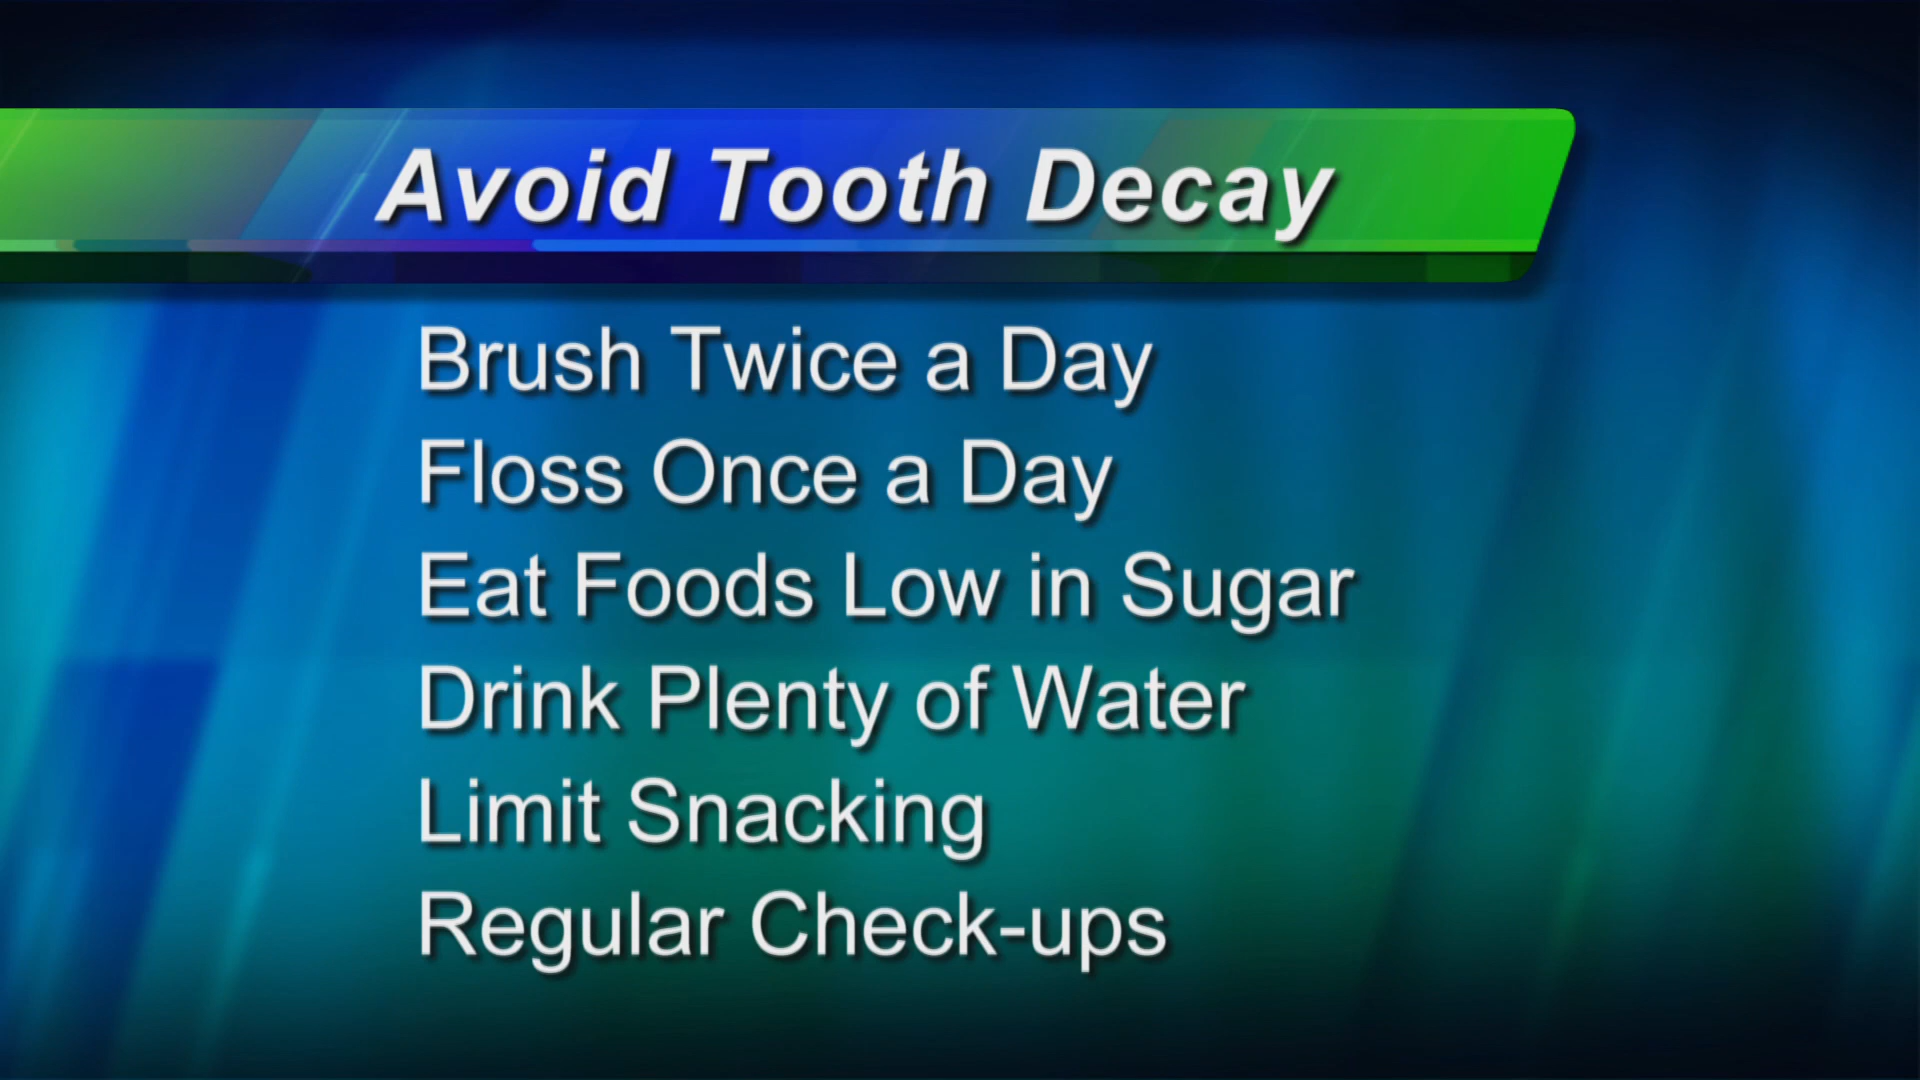 Avoid Tooth Decay
Brush Twice a Day
Floss Once a Day
Eat Foods Low in Sugar
Drink Plenty of Water
Limit Snacking
Regular Check-ups